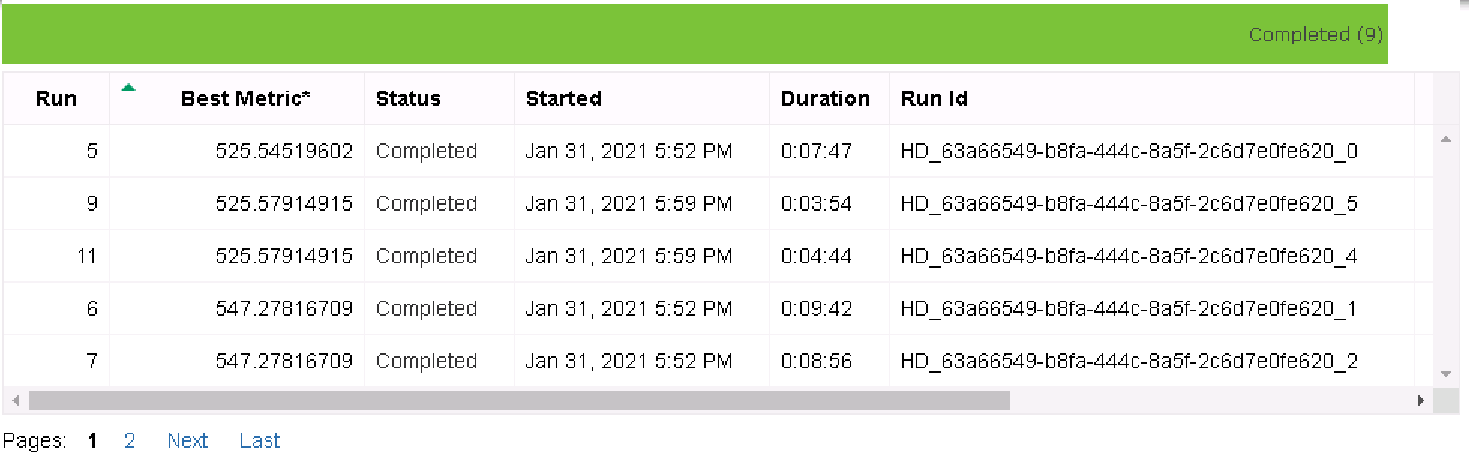 Completed (9)
Run Best Metric* Status Started Duration Run Id
5 525.54519602 Completed Jan 31, 2021 5:52 PM 0:07:47 HD_63a66549-b8fa-444c-8a5f-2c6d7e0fe620_0
9 525.57914915 Completed Jan 31, 2021 5:59 PM 0:03:54 HD_63a66549-b8fa-444c-8a5f-2c6d7e0fe620_5
11 525.57914915 Completed Jan 31, 2021 5:59 PM 0:04:44 HD_63a66549-b8fa-444c-8a5f-2c6d7e0fe620_4
6 547.27816709 Completed Jan 31, 2021 5:52 PM 0:09:42 HD_63a66549-b8fa-444c-8a5f-2c6d7e0fe620_1
7 547.27816709 Completed Jan 31, 2021 5:52 PM 0:08:56 HD_63a66549-b8fa-444c-8a5f-2c6d7e0fe620_2
Pages: 1 2 Next Last